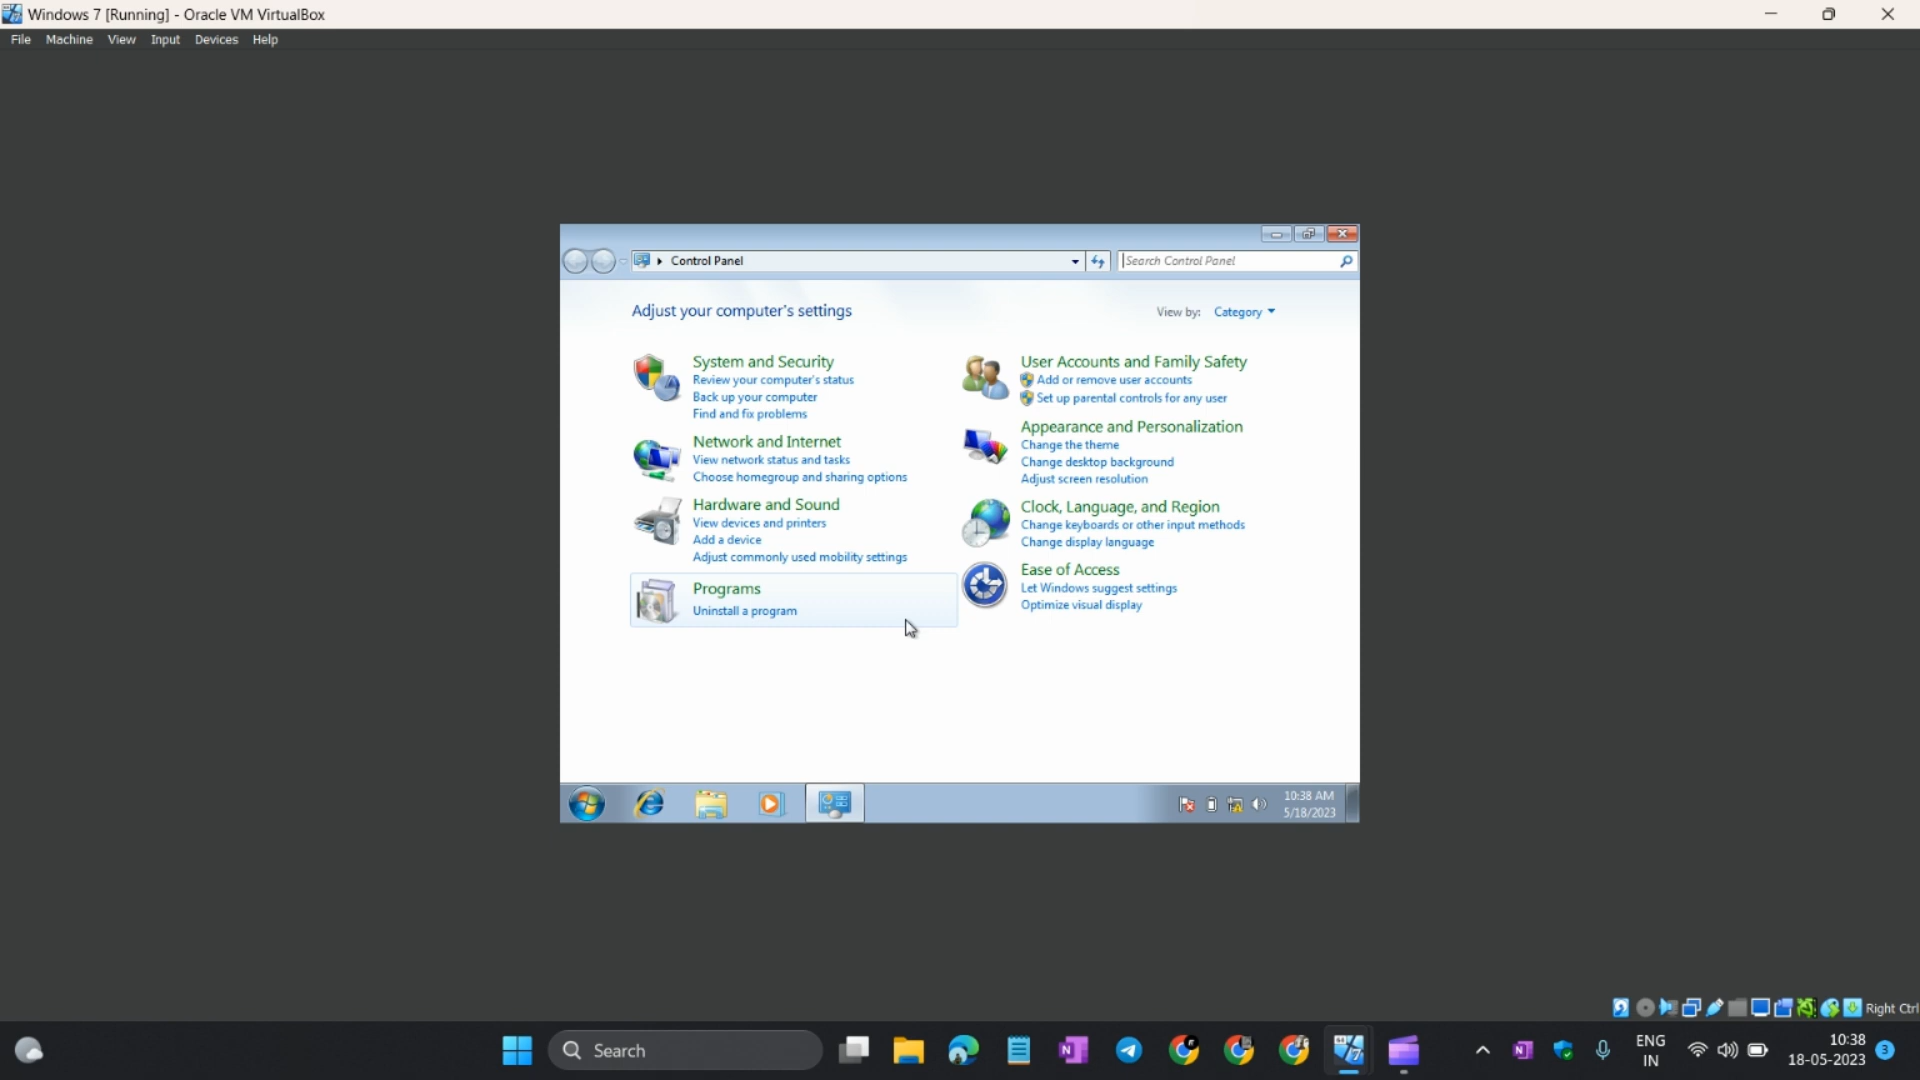 Windows 7 [Running] - Oracle VM VirtualBox
File Machine View Input Devices Help
Control Panel
Search Control Panel
Adjust your computer's settings
View by: Category
System and Security
Review your computer's status
Back up your computer
Find and fix problems
Network and Internet
View network status and tasks
Choose homegroup and sharing options
Hardware and Sound
View devices and printers
Add a device
Adjust commonly used mobility settings
Programs
Uninstall a program
User Accounts and Family Safety
Add or remove user accounts
Set up parental controls for any user
Appearance and Personalization
Change the theme
Change desktop background
Adjust screen resolution
Clock, Language, and Region
Change keyboards or other input methods
Change display language
Ease of Access
Let Windows suggest settings
Optimize visual display
10:38 AM
5/18/2023
Right Ctrl
Search
ENG
IN
10:38
18-05-2023
3